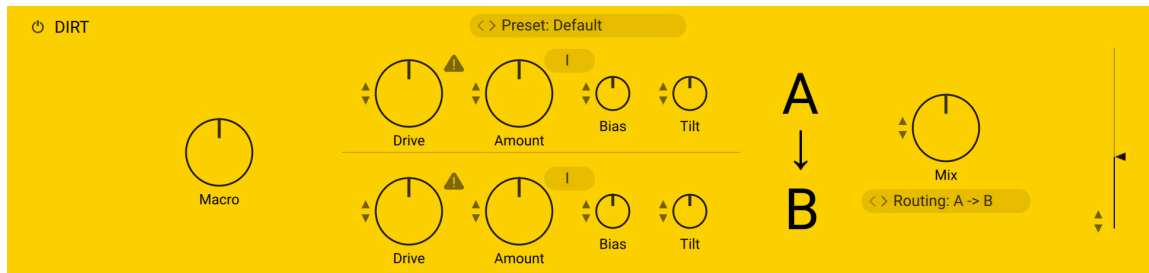 DIRT
< > Preset: Default
I
Drive Amount Bias Tilt
A
↓
B
Macro
I
Drive Amount Bias Tilt
Mix
< > Routing: A -> B